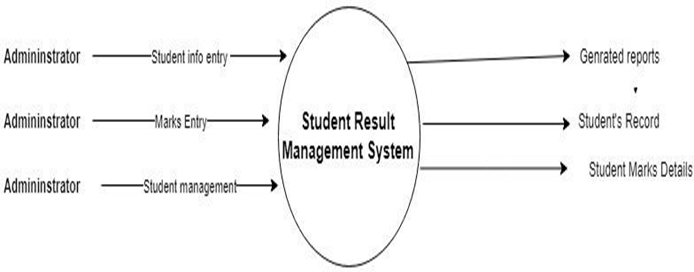 Admininstrator
Student info entry
Genrated reports
Admininstrator
Marks Entry
Student Result
Management System
Student's Record
Admininstrator
Student management
Student Marks Details